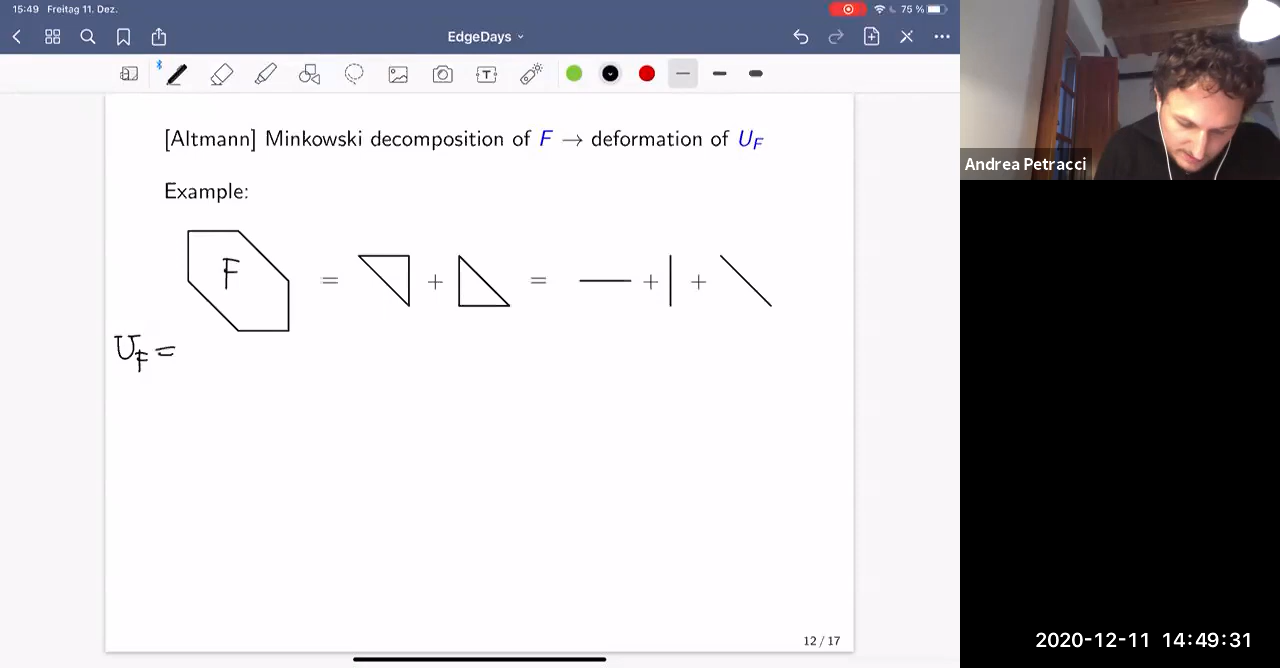 15:49 Freitag 11. Dez. 75 %
EdgeDays
T
[Altmann] Minkowski decomposition of F → deformation of U_F
Example:
F = + = + +
U_F =
12 / 17
Andrea Petracci
2020-12-11 14:49:31